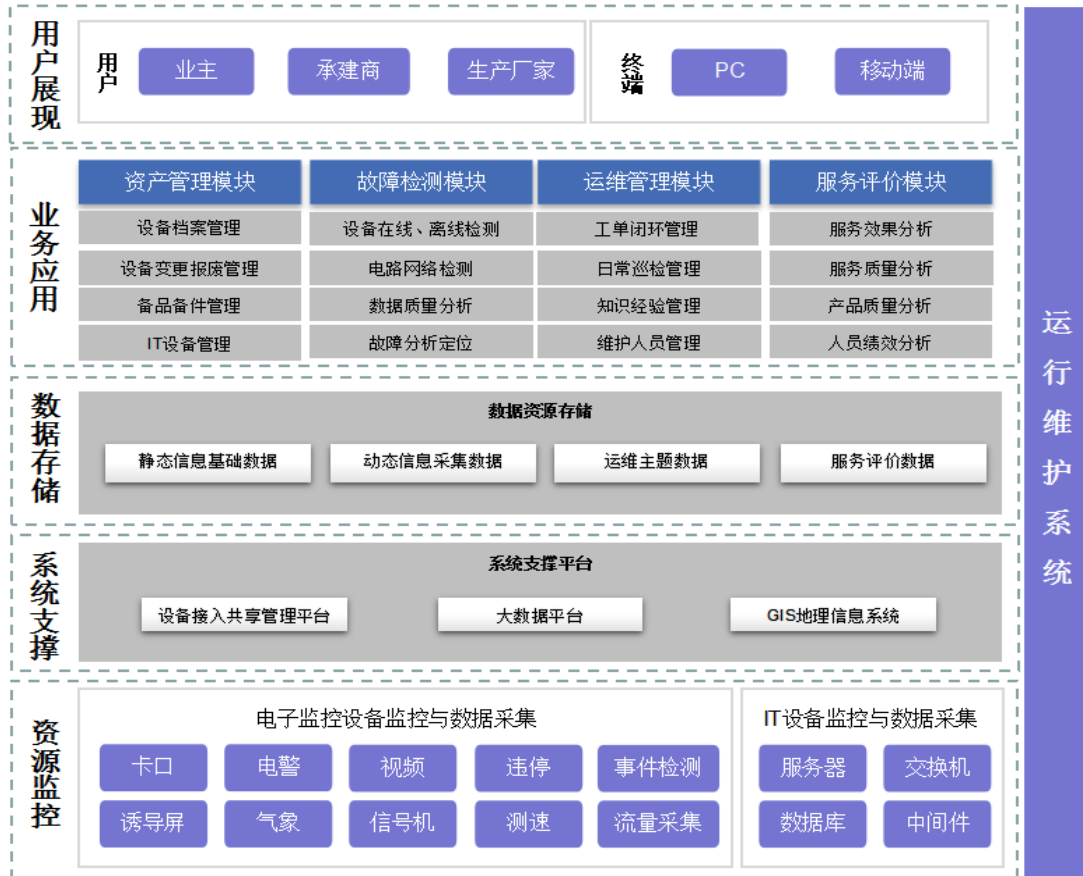 用户展现
用户
业主
承建商
生产厂家
终端
PC
移动端
业务应用
资产管理模块
故障检测模块
运维管理模块
服务评价模块
设备档案管理
设备在线、离线检测
工单闭环管理
服务效果分析
设备变更报废管理
电路网络检测
日常巡检管理
服务质量分析
备品备件管理
数据质量分析
知识经验管理
产品质量分析
IT设备管理
故障分析定位
维护人员管理
人员绩效分析
数据存储
数据资源存储
静态信息基础数据
动态信息采集数据
运维主题数据
服务评价数据
系统支撑
系统支撑平台
设备接入共享管理平台
大数据平台
GIS地理信息系统
资源监控
电子监控设备监控与数据采集
卡口
电警
视频
违停
事件检测
诱导屏
气象
信号机
测速
流量采集
IT设备监控与数据采集
服务器
交换机
数据库
中间件
运行维护系统